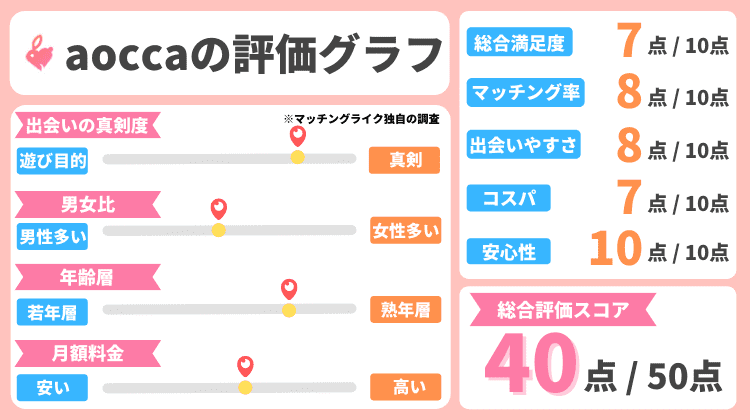 aoccaの評価グラフ
※マッチングライク独自の調査
出会いの真剣度
遊び目的
真剣
男女比
男性多い
女性多い
年齢層
若年層
熟年層
月額料金
安い
高い
総合満足度 7点 / 10点
マッチング率 8点 / 10点
出会いやすさ 8点 / 10点
コスパ 7点 / 10点
安心性 10点 / 10点
総合評価スコア
40点 / 50点